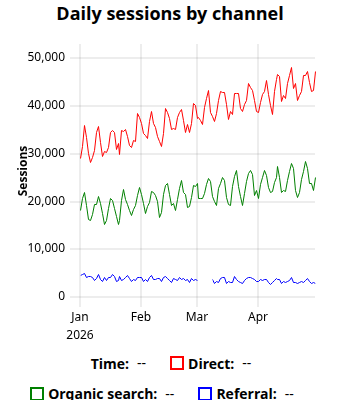 Daily sessions by channel
50,000
40,000
30,000
20,000
10,000
0
Sessions
Jan Feb Mar Apr
2026
Time: -- Direct: --
Organic search: -- Referral: --